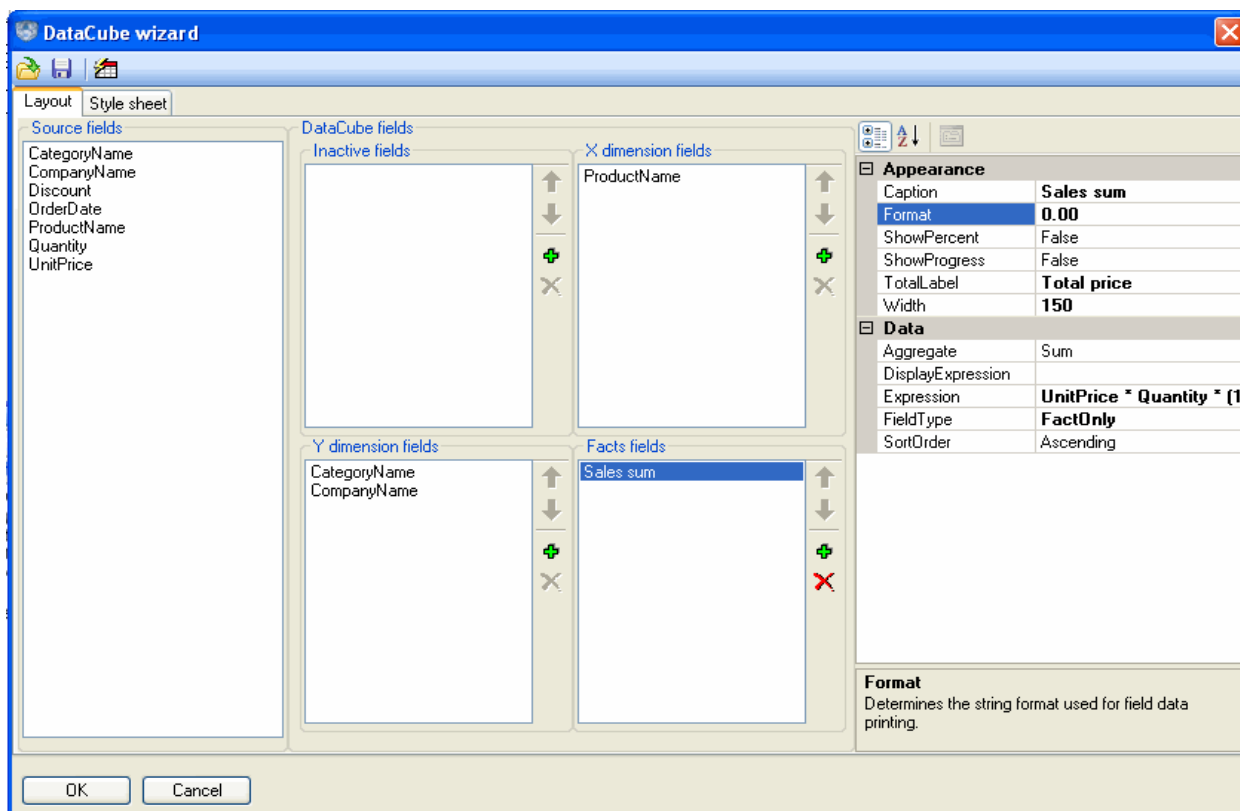 DataCube wizard
Layout Style sheet
Source fields
CategoryName
CompanyName
Discount
OrderDate
ProductName
Quantity
UnitPrice
DataCube fields
Inactive fields
X dimension fields
ProductName
Y dimension fields
CategoryName
CompanyName
Facts fields
Sales sum
A
Z
Appearance
Caption Sales sum
Format 0.00
ShowPercent False
ShowProgress False
TotalLabel Total price
Width 150
Data
Aggregate Sum
DisplayExpression
Expression UnitPrice * Quantity * (1
FieldType FactOnly
SortOrder Ascending
Format
Determines the string format used for field data
printing.
OK Cancel